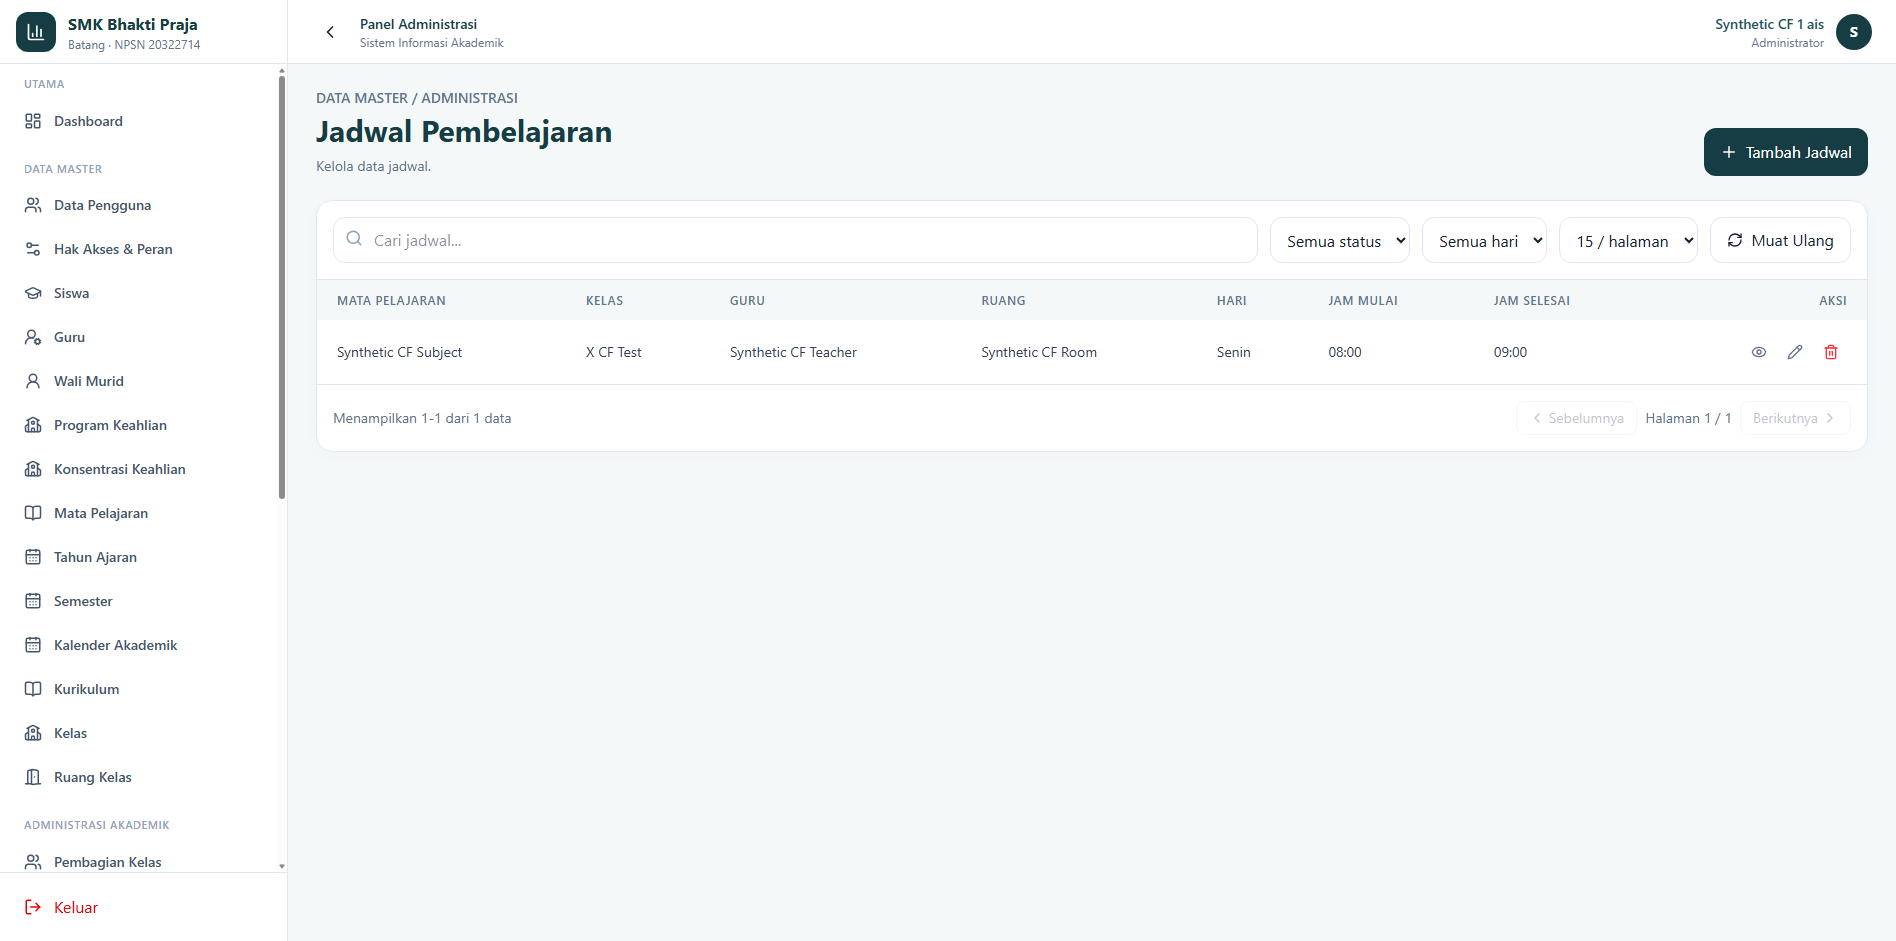 SMK Bhakti Praja
Batang · NPSN 20322714
UTAMA
Dashboard
DATA MASTER
Data Pengguna
Hak Akses & Peran
Siswa
Guru
Wali Murid
Program Keahlian
Konsentrasi Keahlian
Mata Pelajaran
Tahun Ajaran
Semester
Kalender Akademik
Kurikulum
Kelas
Ruang Kelas
ADMINISTRASI AKADEMIK
Pembagian Kelas
Keluar
Panel Administrasi
Sistem Informasi Akademik
Synthetic CF 1 ais
Administrator
S
DATA MASTER / ADMINISTRASI
Jadwal Pembelajaran
Kelola data jadwal.
Tambah Jadwal
Cari jadwal...
Semua status
Semua hari
15 / halaman
Muat Ulang
MATA PELAJARAN KELAS GURU RUANG HARI JAM MULAI JAM SELESAI AKSI
Synthetic CF Subject X CF Test Synthetic CF Teacher Synthetic CF Room Senin 08:00 09:00
Menampilkan 1-1 dari 1 data
Sebelumnya Halaman 1 / 1 Berikutnya